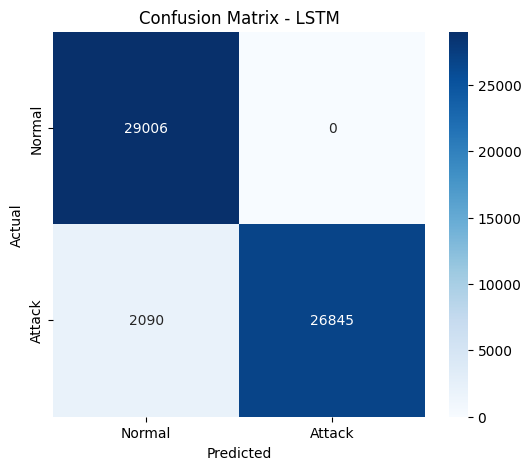 Confusion Matrix - LSTM
Normal
29006
0
Actual
Attack
2090
26845
Normal
Attack
Predicted
25000
20000
15000
10000
5000
0